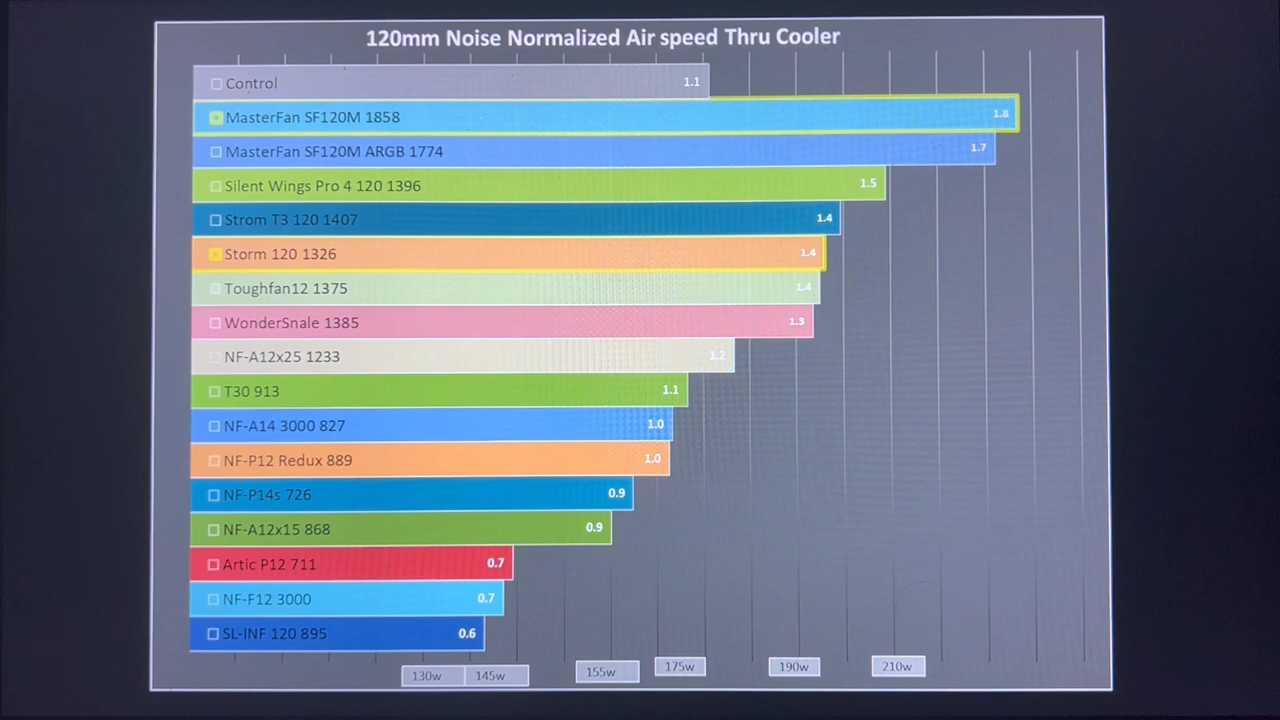 120mm Noise Normalized Air speed Thru Cooler
Control 1.1
MasterFan SF120M 1858 1.8
MasterFan SF120M ARGB 1774 1.7
Silent Wings Pro 4 120 1396 1.5
Strom T3 120 1407 1.4
Storm 120 1326 1.4
Toughfan12 1375 1.4
WonderSnale 1385 1.3
NF-A12x25 1233 1.2
T30 913 1.1
NF-A14 3000 827 1.0
NF-P12 Redux 889 1.0
NF-P14s 726 0.9
NF-A12x15 868 0.9
Artic P12 711 0.7
NF-F12 3000 0.7
SL-INF 120 895 0.6
130w 145w 155w 175w 190w 210w